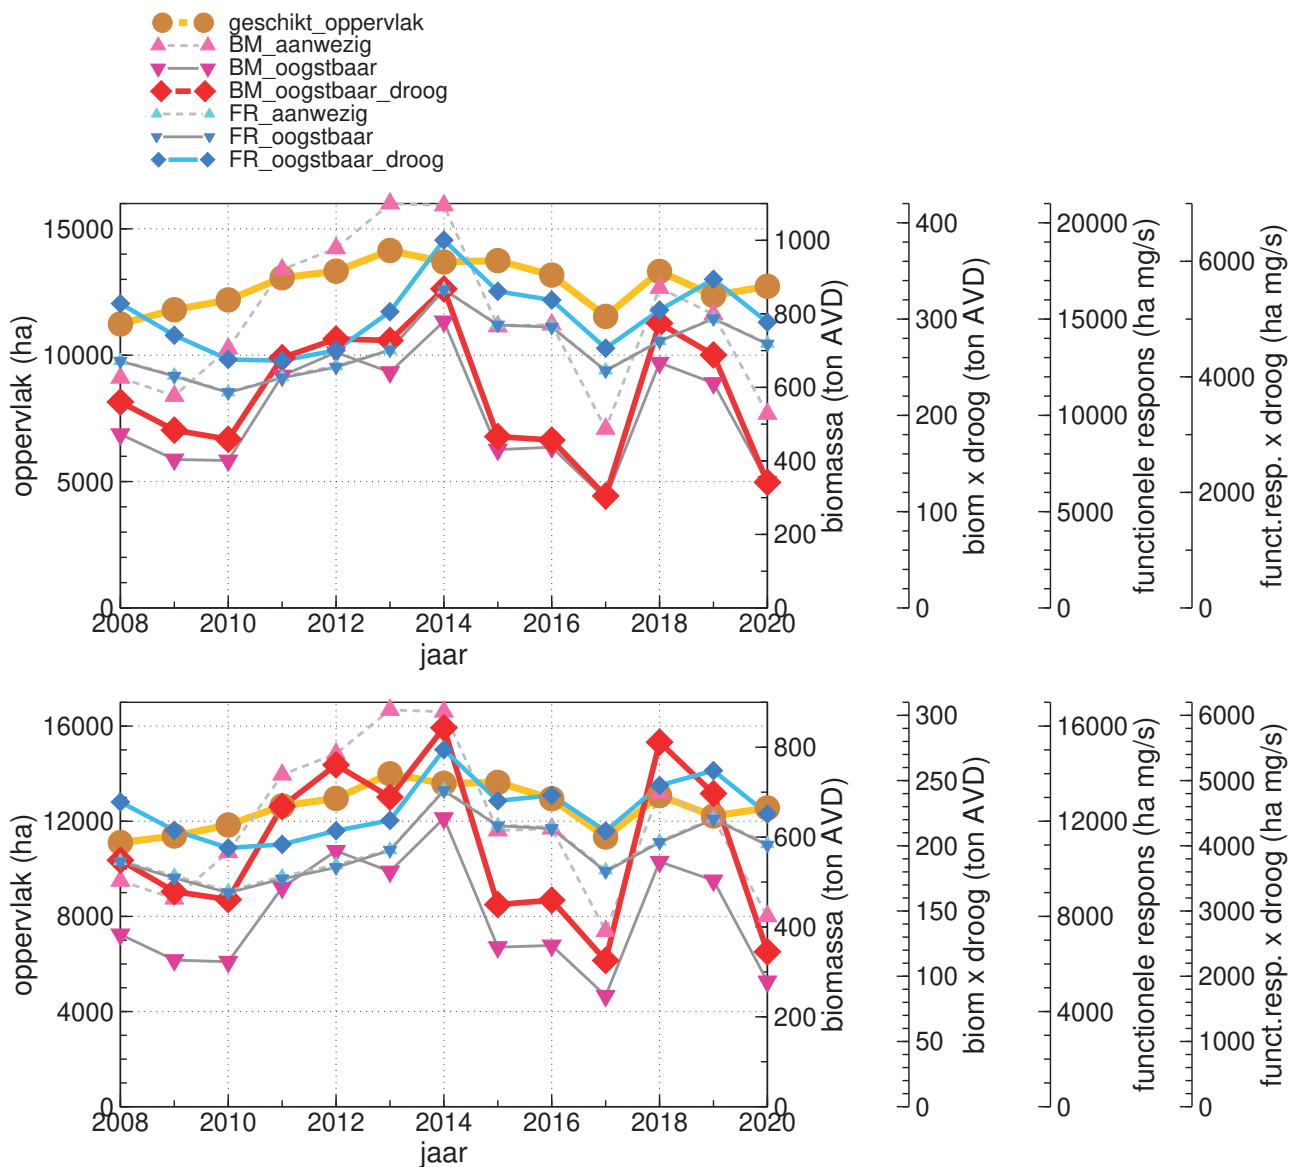 geschikt_oppervlak
BM_aanwezig
BM_oogstbaar
BM_oogstbaar_droog
FR_aanwezig
FR_oogstbaar
FR_oogstbaar_droog
oppervlak (ha)
15000
10000
5000
0
2008 2010 2012 2014 2016 2018 2020
jaar
1000
800
600
400
200
0
biomassa (ton AVD)
400
300
200
100
0
biom x droog (ton AVD)
20000
15000
10000
5000
0
functionele respons (ha mg/s)
6000
4000
2000
0
funct.resp. x droog (ha mg/s)
oppervlak (ha)
16000
12000
8000
4000
0
2008 2010 2012 2014 2016 2018 2020
jaar
800
600
400
200
0
biomassa (ton AVD)
300
250
200
150
100
50
0
biom x droog (ton AVD)
16000
12000
8000
4000
0
functionele respons (ha mg/s)
6000
5000
4000
3000
2000
1000
0
funct.resp. x droog (ha mg/s)